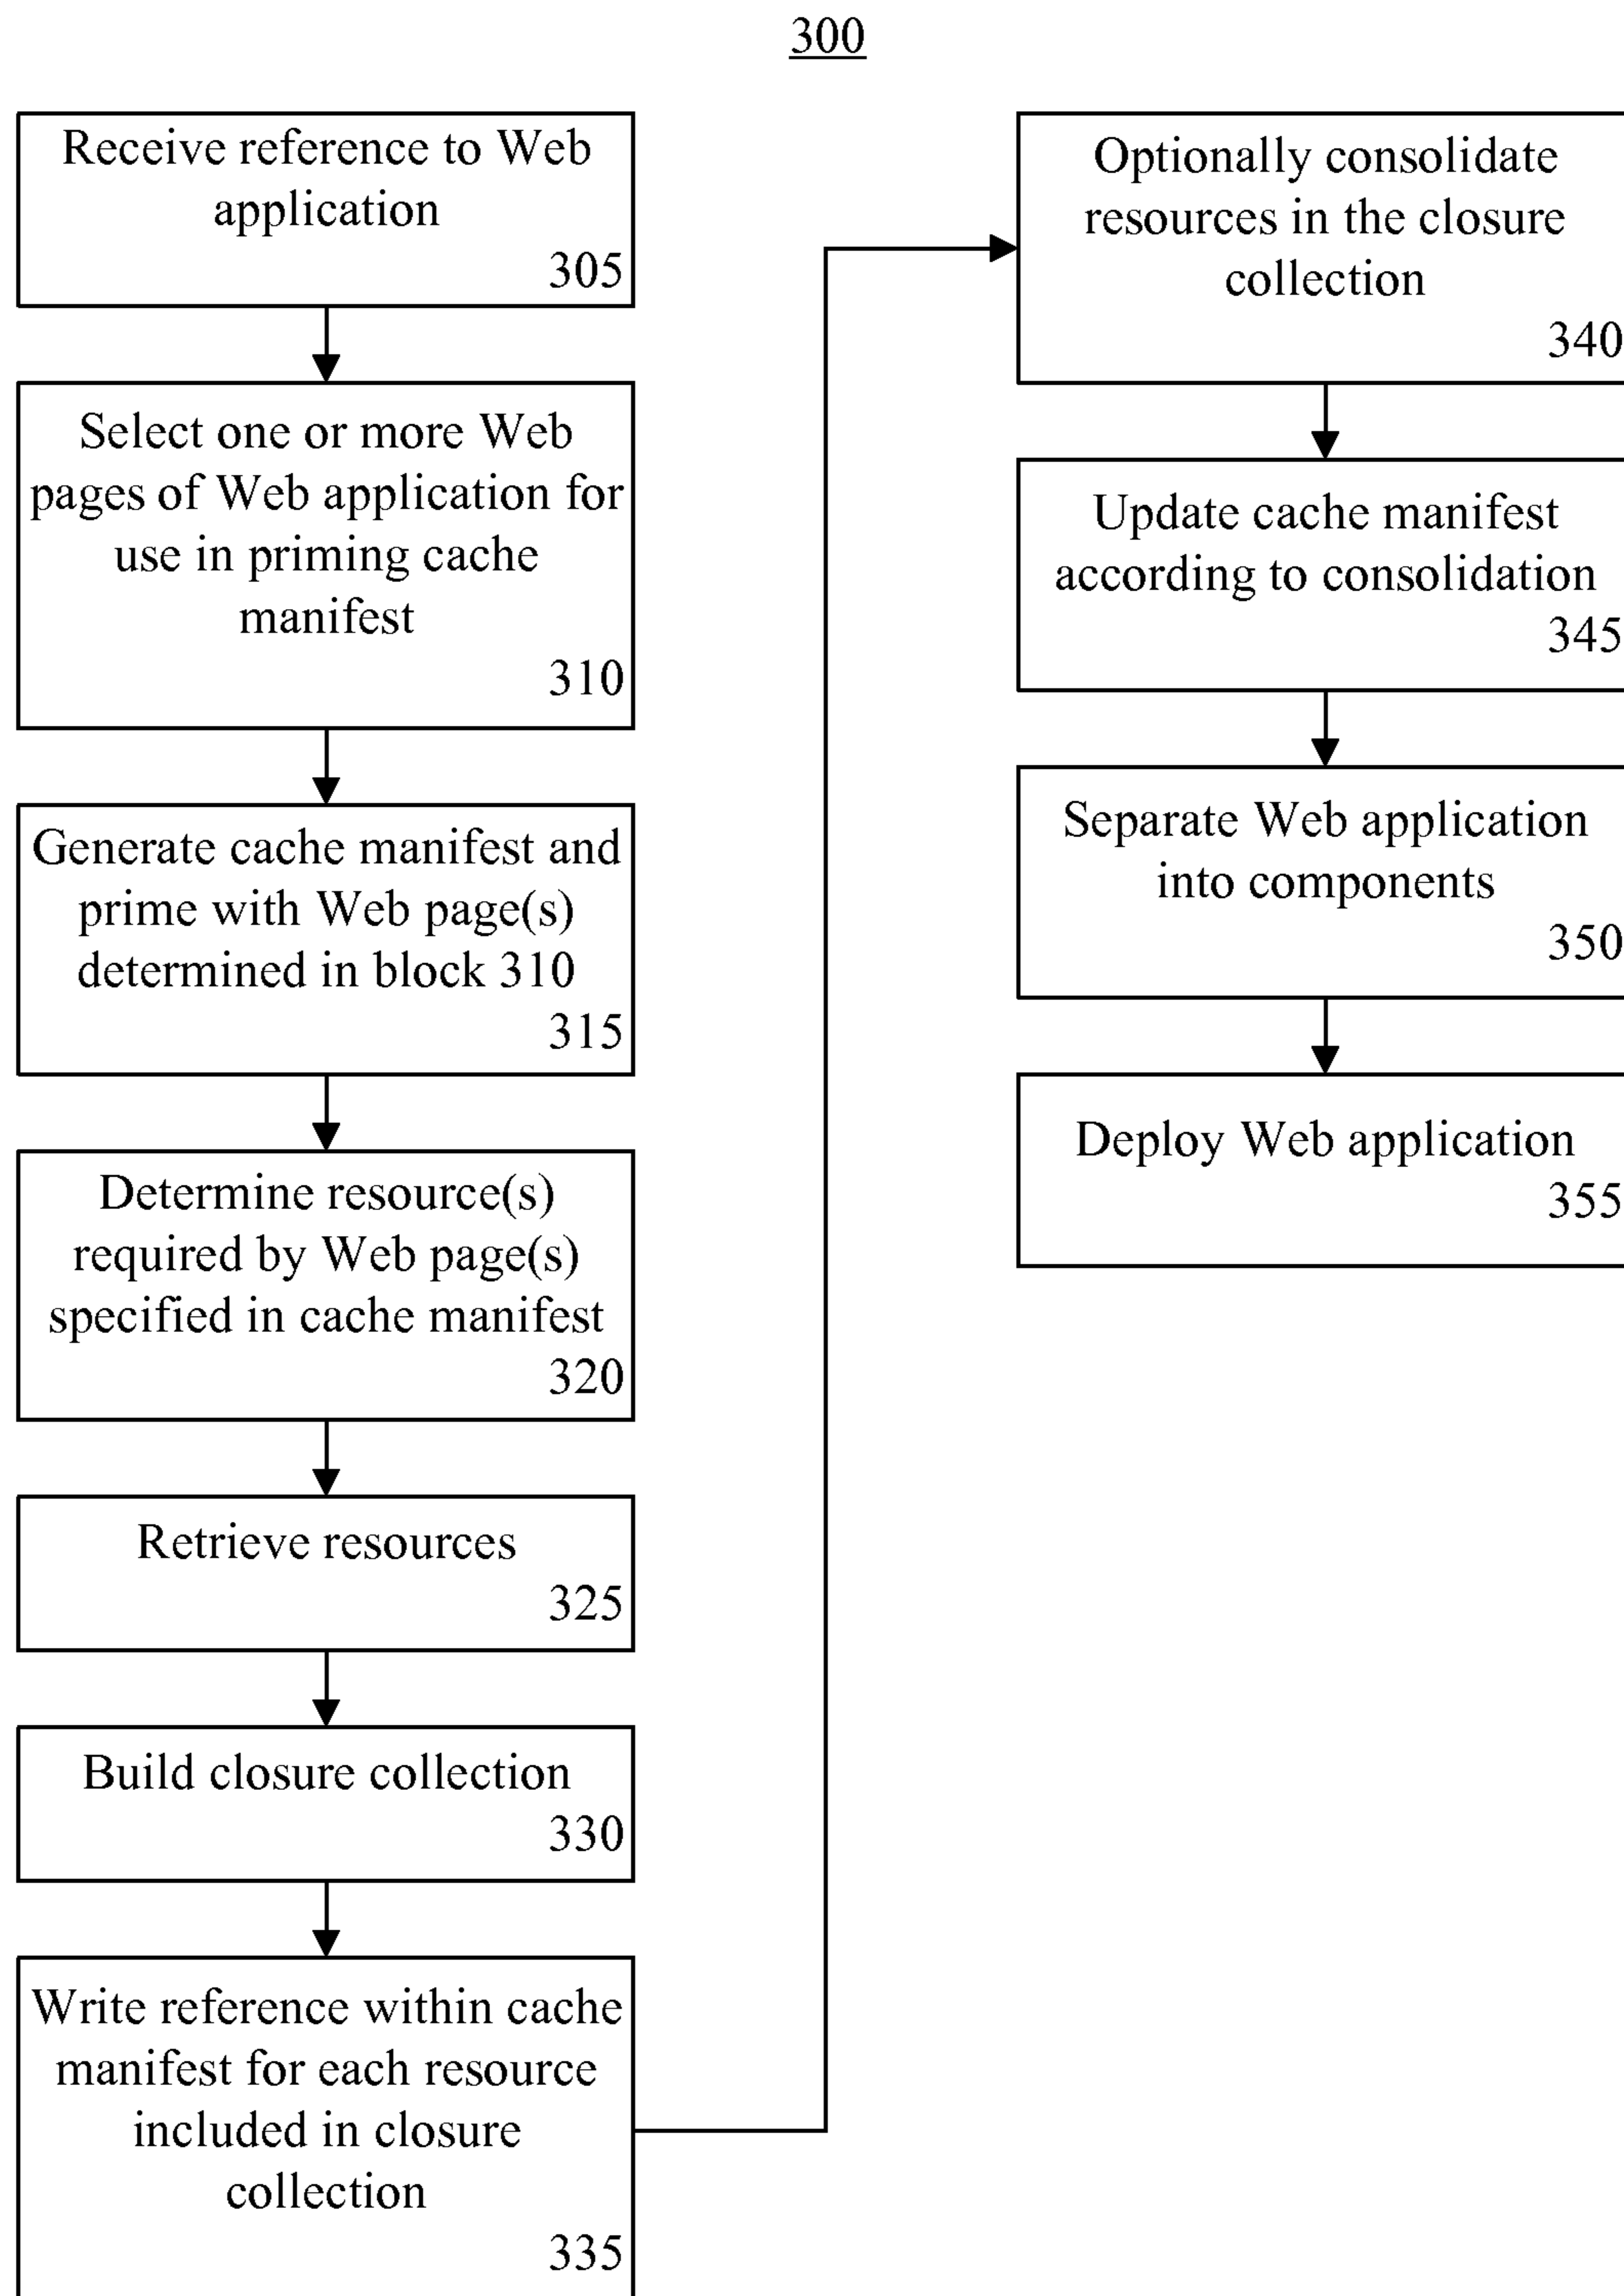 300
Receive reference to Web
application
305
Select one or more Web
pages of Web application for
use in priming cache
manifest
310
Generate cache manifest and
prime with Web page(s)
determined in block 310
315
Determine resource(s)
required by Web page(s)
specified in cache manifest
320
Retrieve resources
325
Build closure collection
330
Write reference within cache
manifest for each resource
included in closure
collection
335
Optionally consolidate
resources in the closure
collection
340
Update cache manifest
according to consolidation
345
Separate Web application
into components
350
Deploy Web application
355